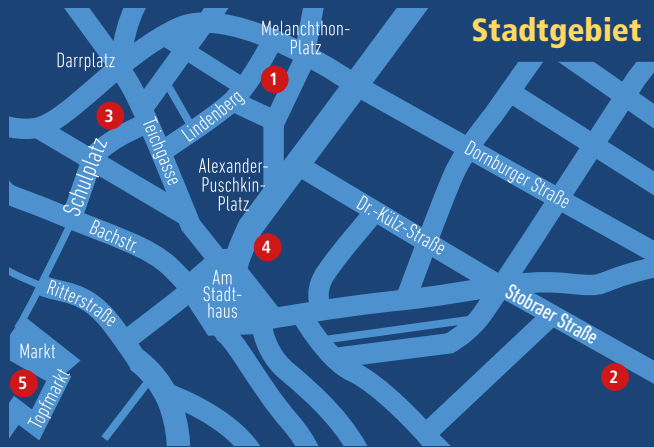 Stadtgebiet
Melanchthon-
Platz
Darrplatz
1
3
Lindenberg
Teichgasse
Schulplatz
Alexander-
Puschkin-
Platz
Dornburger Straße
Dr.-Külz-Straße
Bachstr.
4
Am
Stadt-
haus
Ritterstraße
Stobraer Straße
Markt
2
5
Topfmarkt